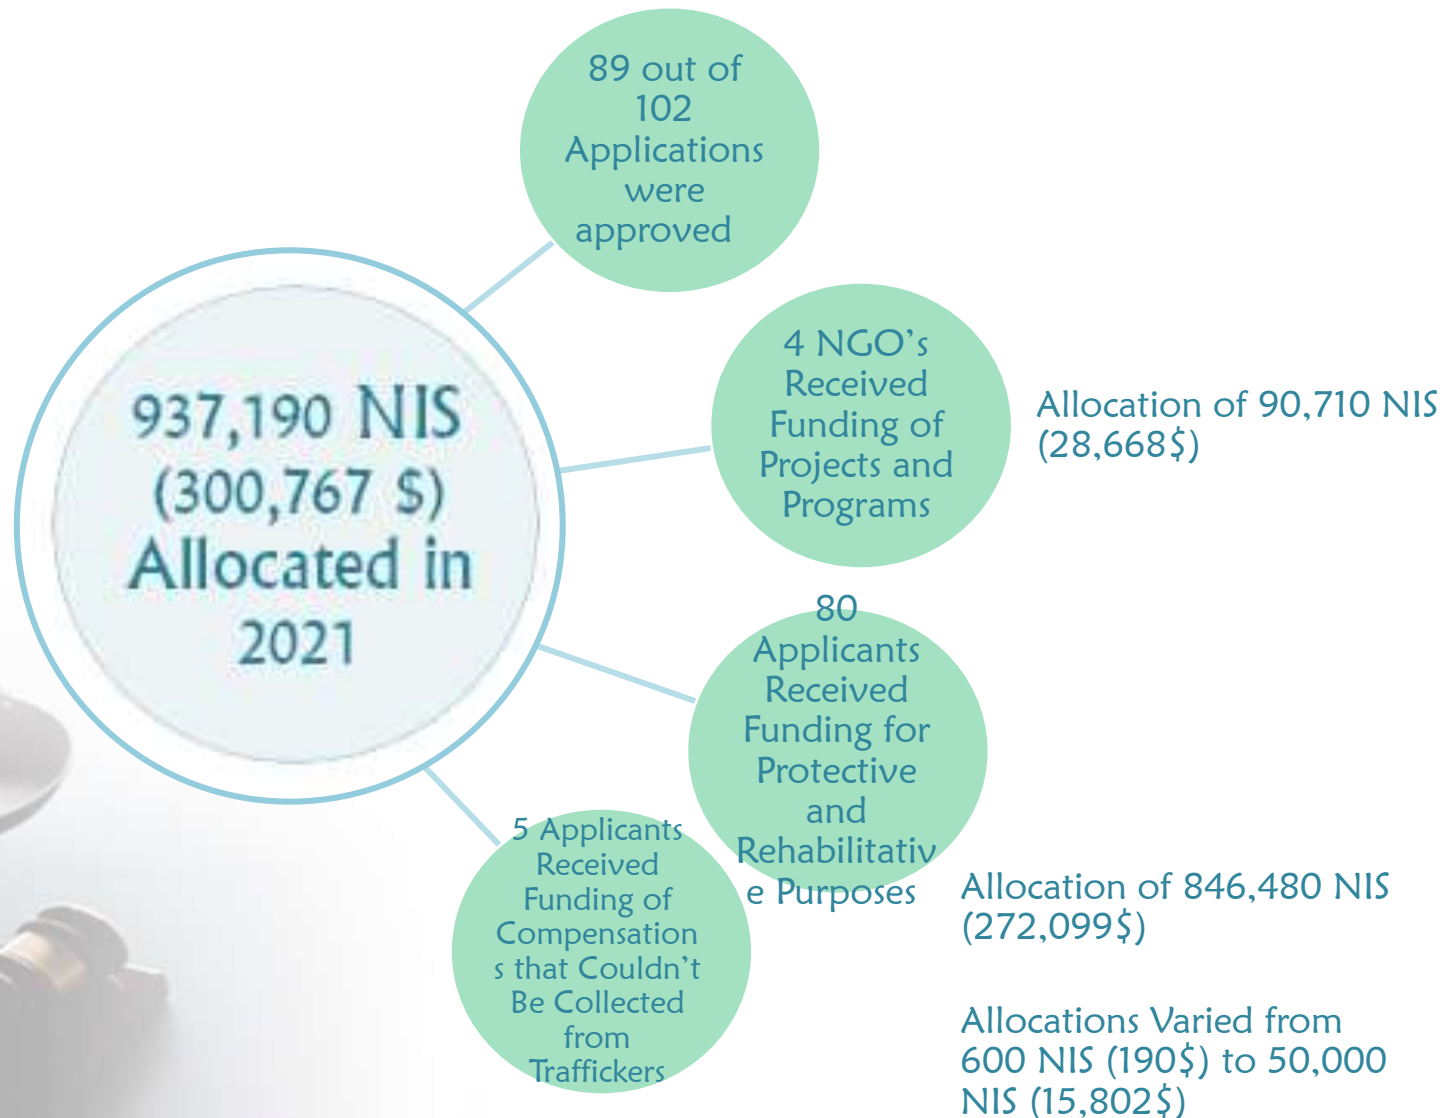 89 out of
102
Applications
were
approved
937,190 NIS
(300,767 $)
Allocated in
2021
4 NGO’s
Received
Funding of
Projects and
Programs
Allocation of 90,710 NIS
(28,668$)
80
Applicants
Received
Funding for
Protective
and
Rehabilitativ
e Purposes
5 Applicants
Received
Funding of
Compensation
s that Couldn’t
Be Collected
from
Traffickers
Allocation of 846,480 NIS
(272,099$)
Allocations Varied from
600 NIS (190$) to 50,000
NIS (15,802$)